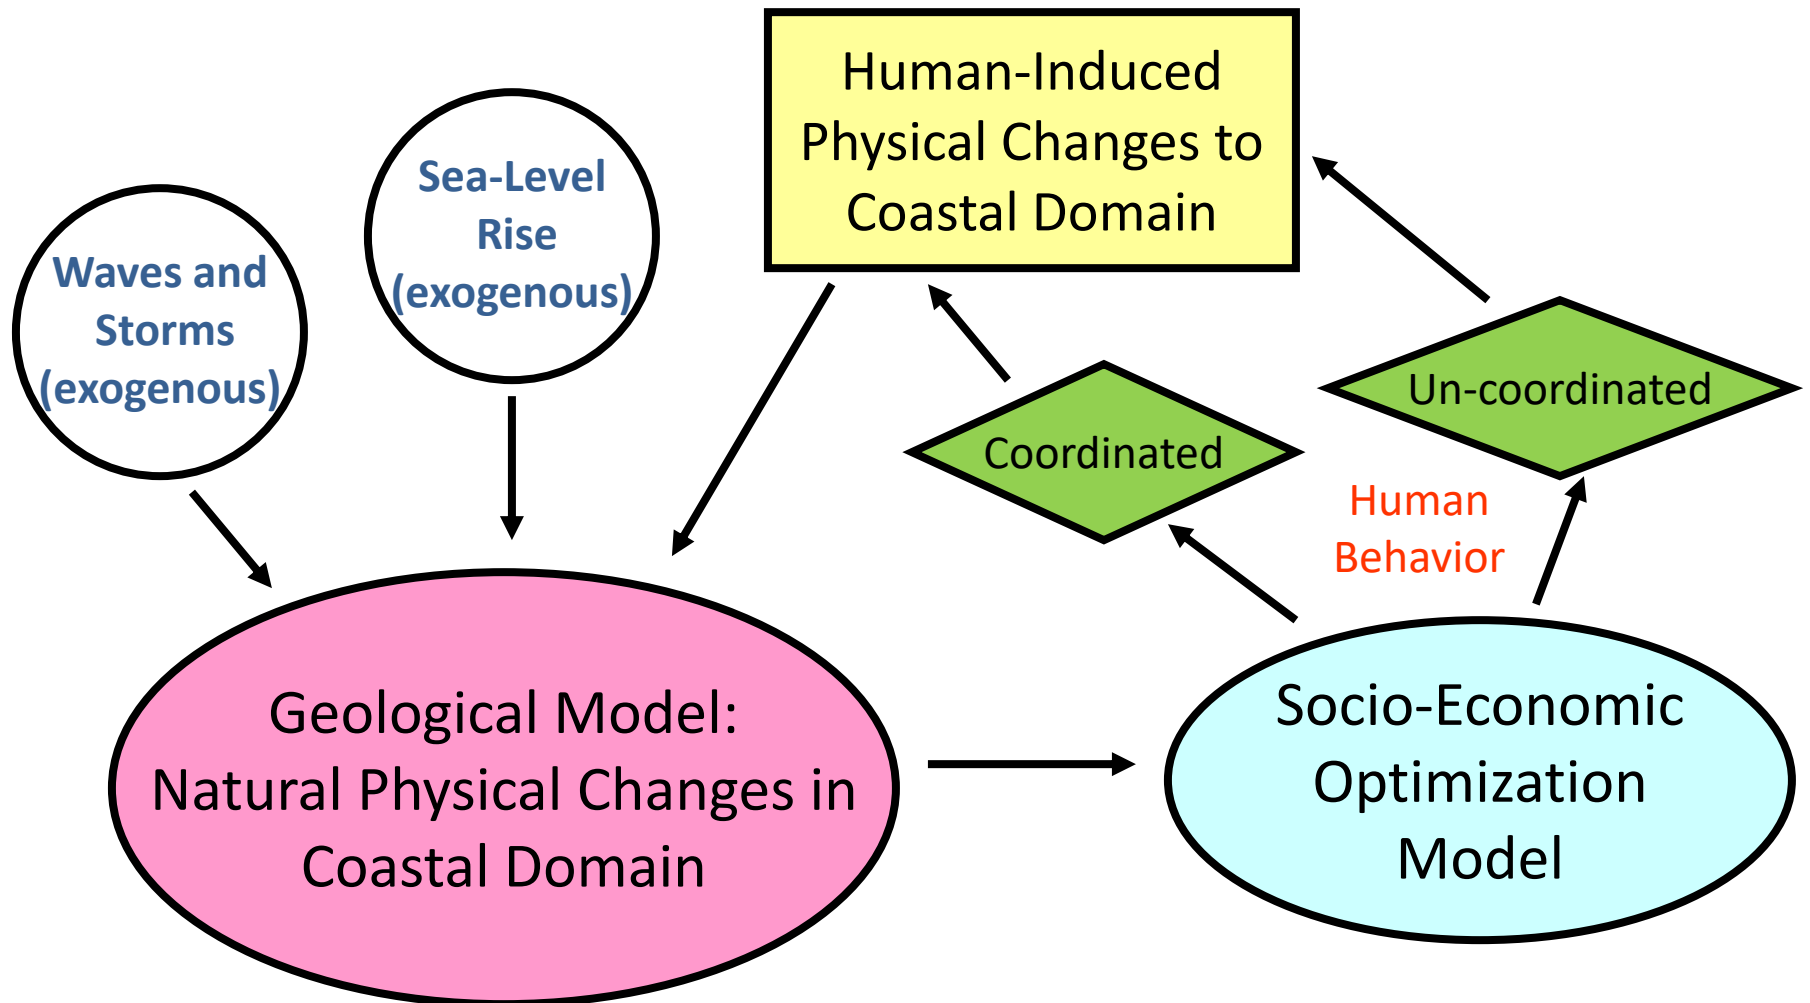 Human-Induced
Physical Changes to
Coastal Domain
Sea-Level
Rise
(exogenous)
Waves and
Storms
(exogenous)
Un-coordinated
Coordinated
Human
Behavior
Geological Model:
Natural Physical Changes in
Coastal Domain
Socio-Economic
Optimization
Model